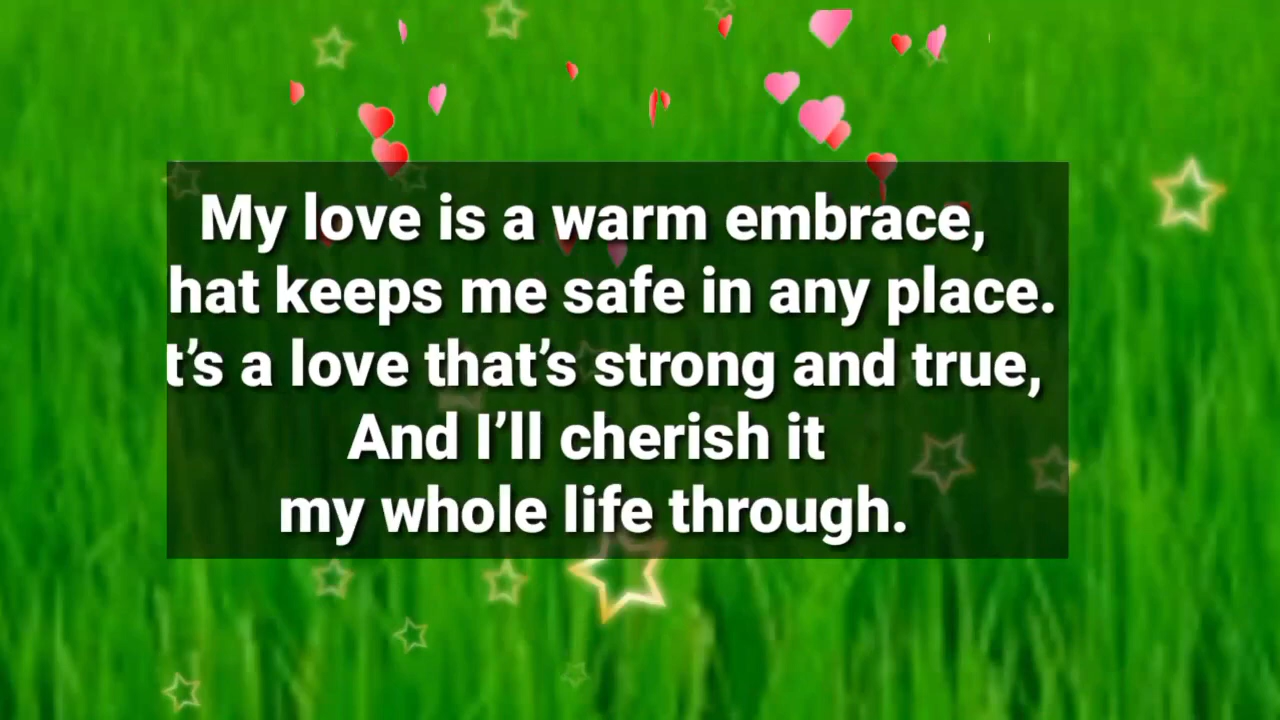 My love is a warm embrace,
hat keeps me safe in any place.
t’s a love that’s strong and true,
And I’ll cherish it
my whole life through.